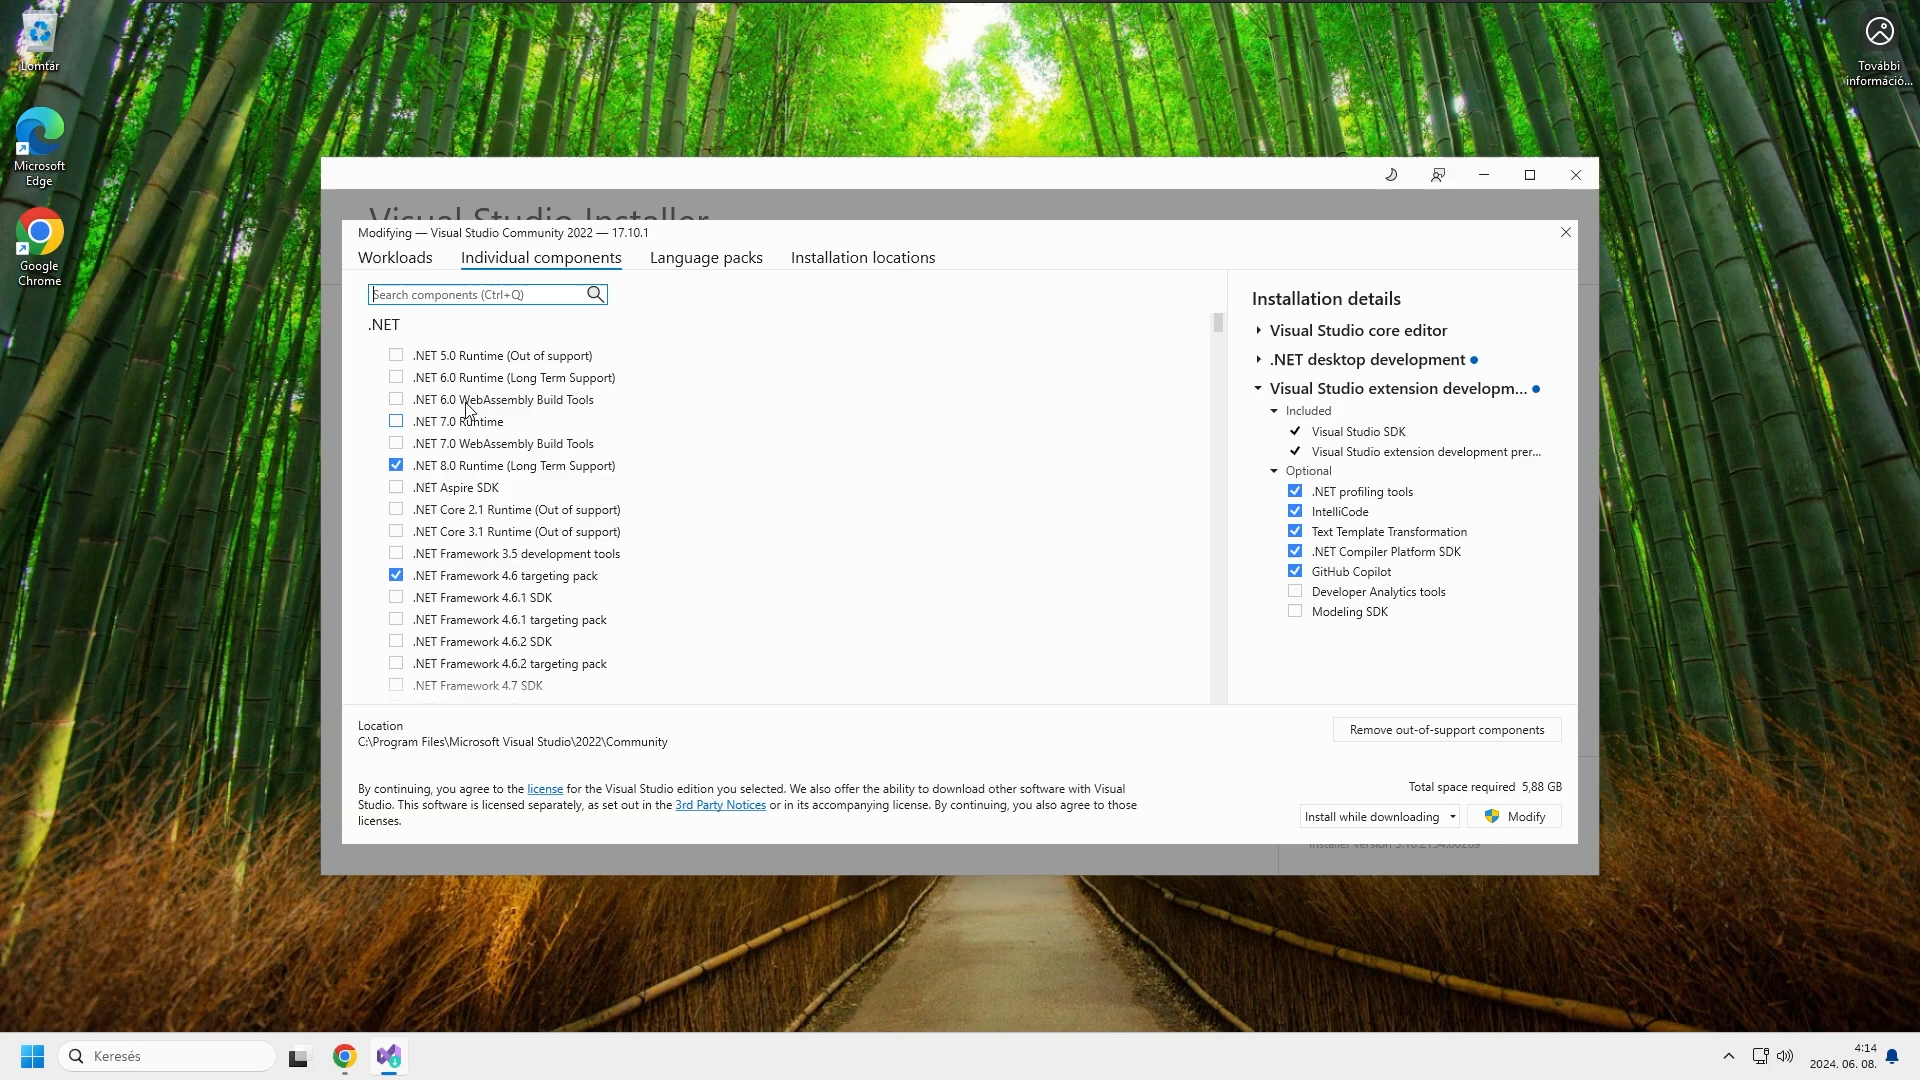 Lomtár
Microsoft
Edge
Google
Chrome
További
információ...
Visual Studio Installer
Modifying — Visual Studio Community 2022 — 17.10.1
Workloads
Individual components
Language packs
Installation locations
Search components (Ctrl+Q)
.NET
.NET 5.0 Runtime (Out of support)
.NET 6.0 Runtime (Long Term Support)
.NET 6.0 WebAssembly Build Tools
.NET 7.0 Runtime
.NET 7.0 WebAssembly Build Tools
.NET 8.0 Runtime (Long Term Support)
.NET Aspire SDK
.NET Core 2.1 Runtime (Out of support)
.NET Core 3.1 Runtime (Out of support)
.NET Framework 3.5 development tools
.NET Framework 4.6 targeting pack
.NET Framework 4.6.1 SDK
.NET Framework 4.6.1 targeting pack
.NET Framework 4.6.2 SDK
.NET Framework 4.6.2 targeting pack
.NET Framework 4.7 SDK
Installation details
Visual Studio core editor
.NET desktop development
Visual Studio extension developm...
Included
Visual Studio SDK
Visual Studio extension development prer...
Optional
.NET profiling tools
IntelliCode
Text Template Transformation
.NET Compiler Platform SDK
GitHub Copilot
Developer Analytics tools
Modeling SDK
Location
C:\Program Files\Microsoft Visual Studio\2022\Community
Remove out-of-support components
By continuing, you agree to the license for the Visual Studio edition you selected. We also offer the ability to download other software with Visual
Studio. This software is licensed separately, as set out in the 3rd Party Notices or in its accompanying license. By continuing, you also agree to those
licenses.
Total space required 5,88 GB
Install while downloading
Modify
Keresés
4:14
2024. 06. 08.